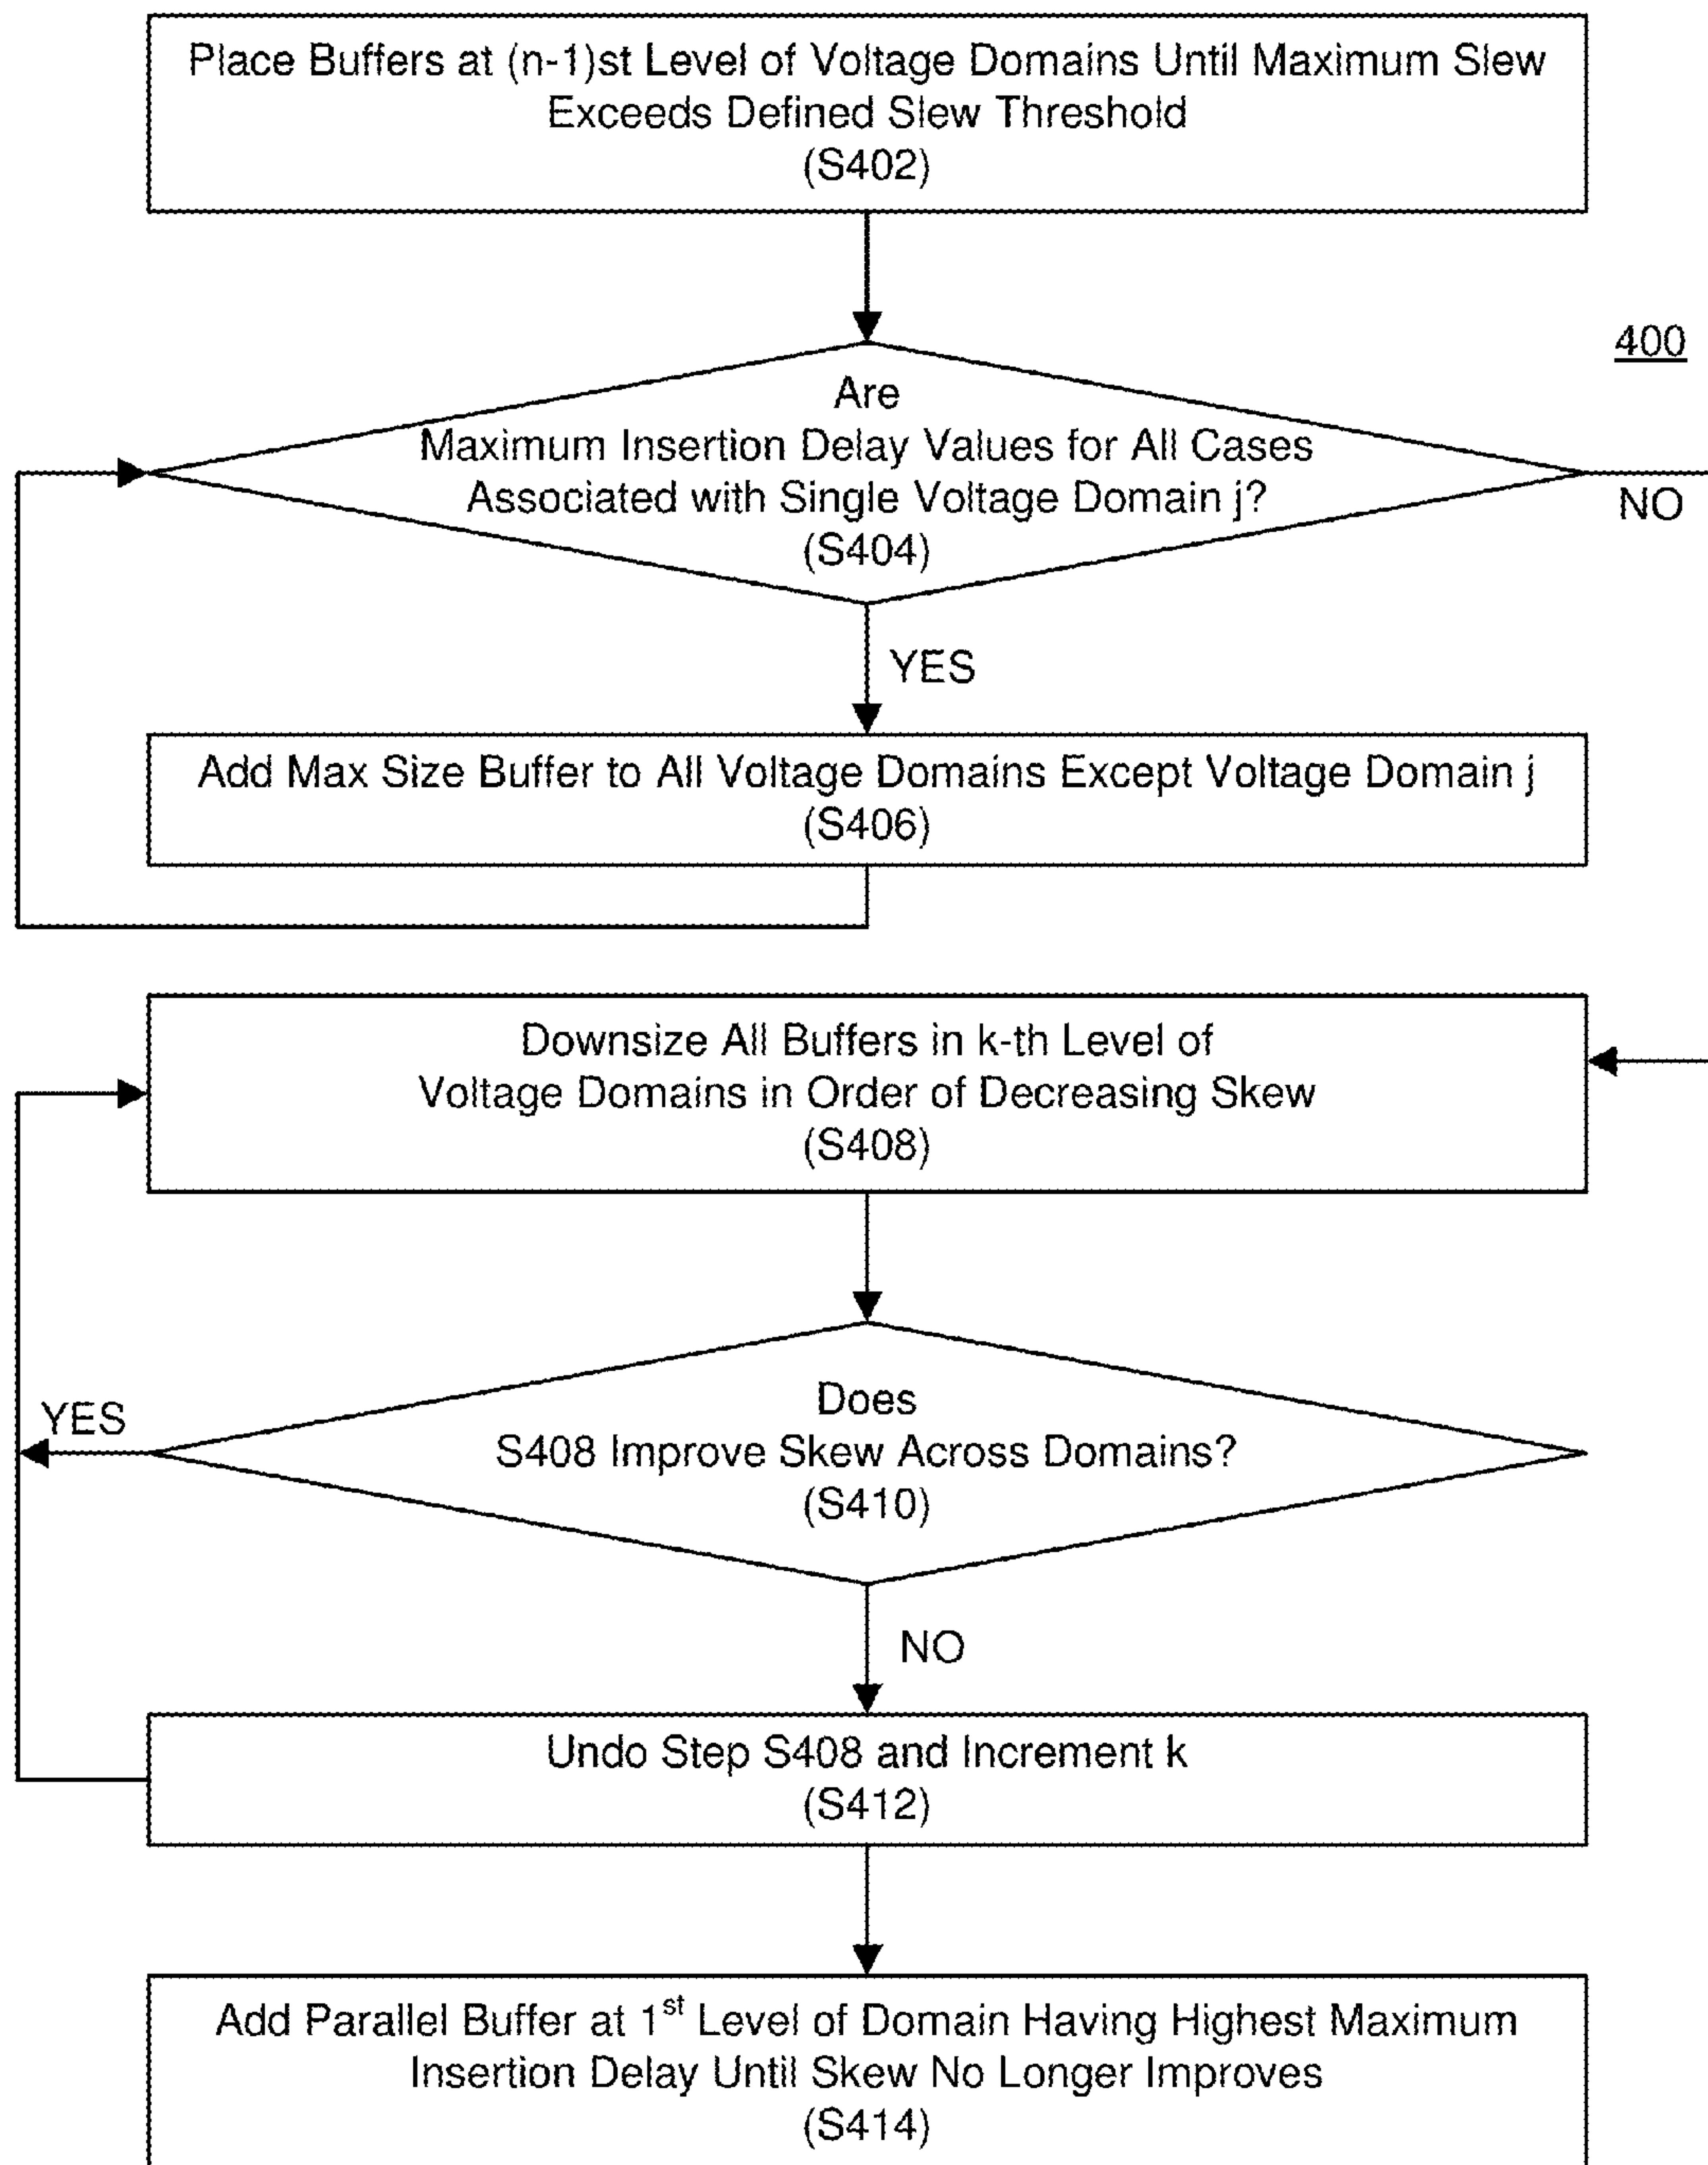 Place Buffers at (n-1)st Level of Voltage Domains Until Maximum Slew
Exceeds Defined Slew Threshold
(S402)
400
Are
Maximum Insertion Delay Values for All Cases
Associated with Single Voltage Domain j?
(S404)
NO
YES
Add Max Size Buffer to All Voltage Domains Except Voltage Domain j
(S406)
Downsize All Buffers in k-th Level of
Voltage Domains in Order of Decreasing Skew
(S408)
Does
S408 Improve Skew Across Domains?
(S410)
YES
NO
Undo Step S408 and Increment k
(S412)
Add Parallel Buffer at 1st Level of Domain Having Highest Maximum
Insertion Delay Until Skew No Longer Improves
(S414)